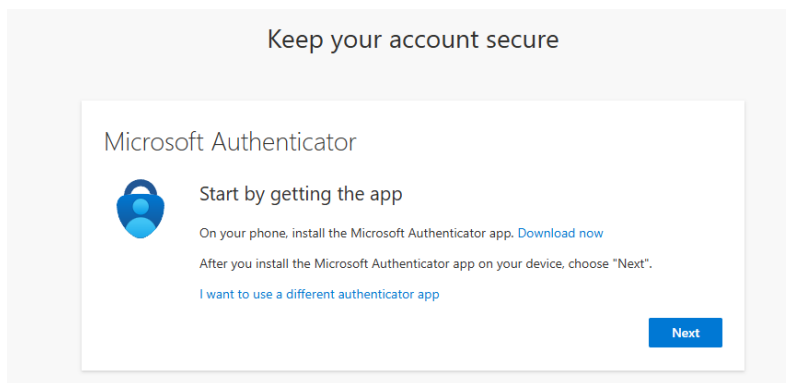 Keep your account secure
Microsoft Authenticator
Start by getting the app
On your phone, install the Microsoft Authenticator app. Download now
After you install the Microsoft Authenticator app on your device, choose "Next".
I want to use a different authenticator app
Next